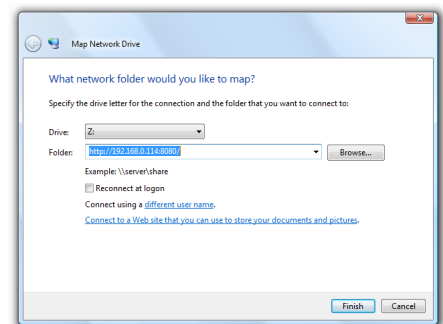 Map Network Drive
What network folder would you like to map?
Specify the drive letter for the connection and the folder that you want to connect to:
Drive: Z:
Folder: http://192.168.0.114:8080/ Browse...
Example: \\server\share
Reconnect at logon
Connect using a different user name.
Connect to a Web site that you can use to store your documents and pictures.
Finish Cancel